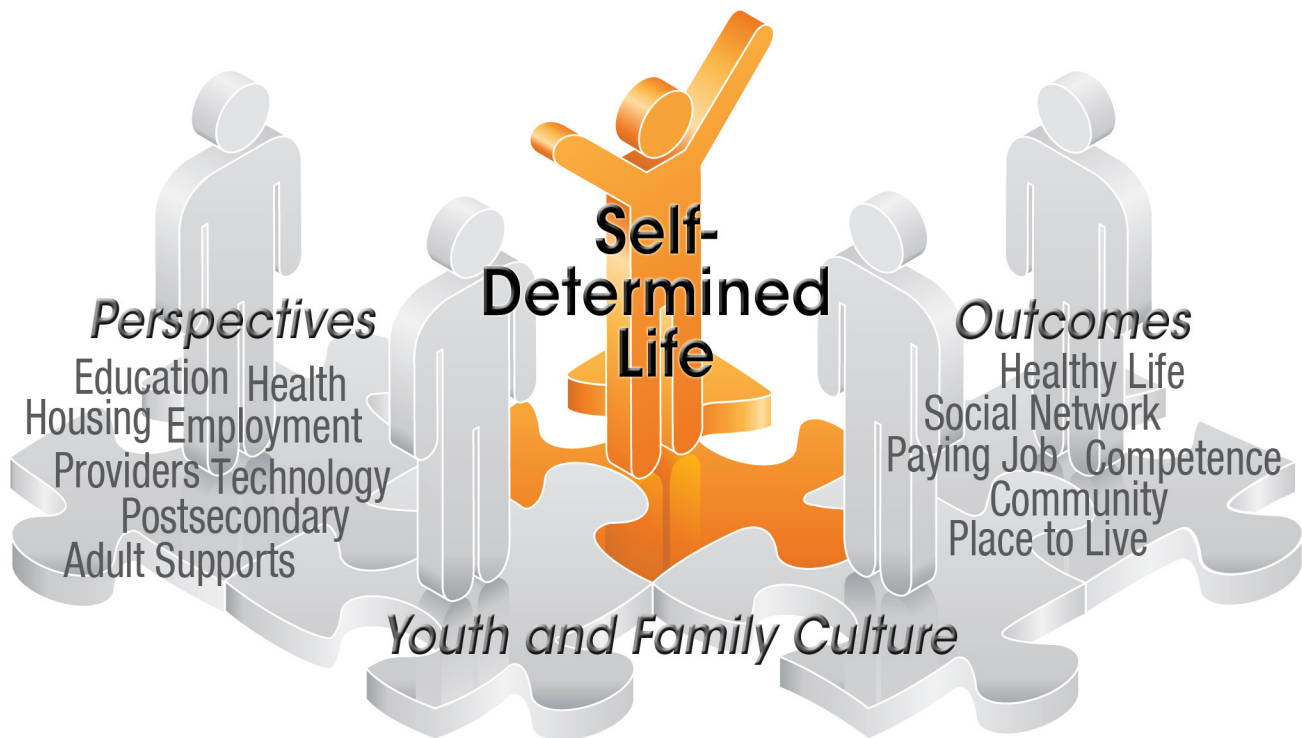 Self-
Determined
Life
Perspectives
Education Health
Housing Employment
Providers Technology
Postsecondary
Adult Supports
Outcomes
Healthy Life
Social Network
Paying Job Competence
Community
Place to Live
Youth and Family Culture